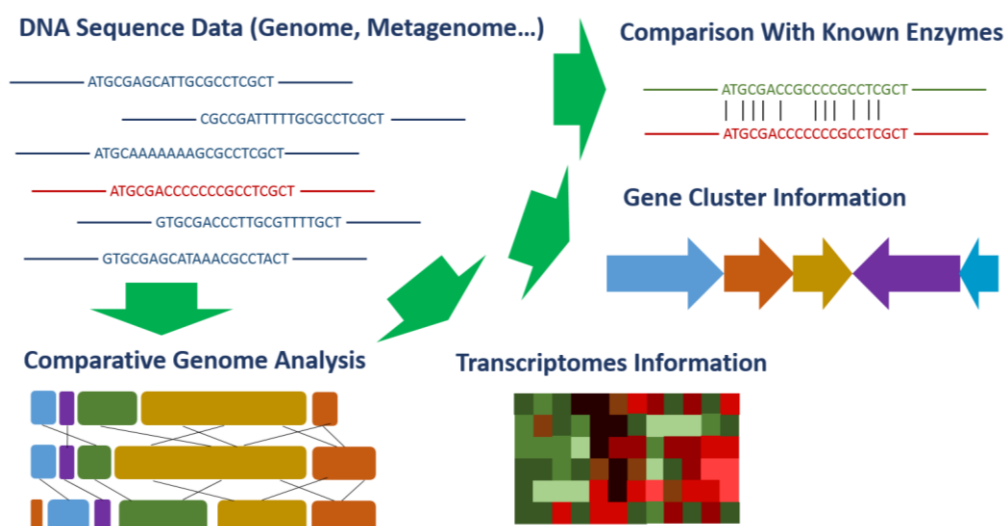 DNA Sequence Data (Genome, Metagenome…)
ATGCGAGCATTGCGCCTCGCT
CGCCGATTTTTGCGCCTCGCT
ATGCAAAAAAAGCGCCTCGCT
ATGCGACCCCCCCGCCTCGCT
GTGCGACCCTTGCGTTTTGCT
GTGCGAGCATAAACGCCTACT
Comparison With Known Enzymes
ATGCGACCGCCCCGCCTCGCT
ATGCGACCCCCCCGCCTCGCT
Gene Cluster Information
Comparative Genome Analysis
Transcriptomes Information